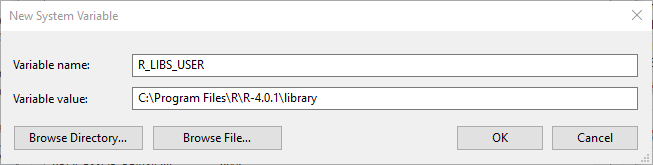 New System Variable
Variable name: R_LIBS_USER
Variable value: C:\Program Files\R\R-4.0.1\library
Browse Directory... Browse File... OK Cancel